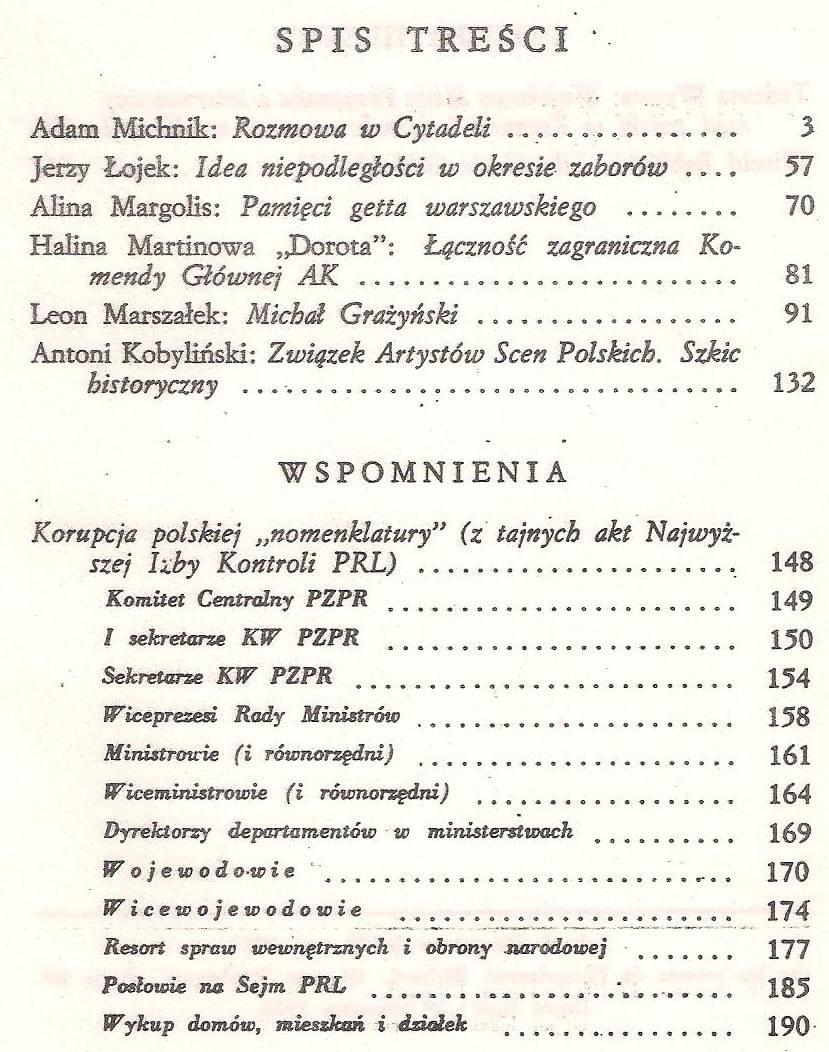 SPIS TREŚCI
Adam Michnik: Rozmowa w Cytadeli .................. 3
Jerzy Łojek: Idea niepodległości w okresie zaborów .... 57
Alina Margolis: Pamięci getta warszawskiego ........ 70
Halina Martinowa „Dorota”: Łączność zagraniczna Ko-
mendy Głównej AK .......................... 81
Leon Marszałek: Michał Grażyński .................. 91
Antoni Kobyliński: Związek Artystów Scen Polskich. Szkic
historyczny .................................. 132
WSPOMNIENIA
Korupcja polskiej „nomenklatury” (z tajnych akt Najwyż-
szej Izby Kontroli PRL) ...................... 148
Komitet Centralny PZPR ........................ 149
I sekretarze KW PZPR ........................ 150
Sekretarze KW PZPR .......................... 154
Wiceprezesi Rady Ministrów ...................... 158
Ministrowie (i równorzędni) ...................... 161
Wiceministrowie (i równorzędni) .................. 164
Dyrektorzy departamentów w ministerstwach .......... 169
Wojewodowie ............................ 170
Wicewojewodowie ........................ 174
Resort spraw wewnętrznych i obrony narodowej ....... 177
Posłowie na Sejm PRL .......................... 185
Wykup domów, mieszkań i działek ................ 190